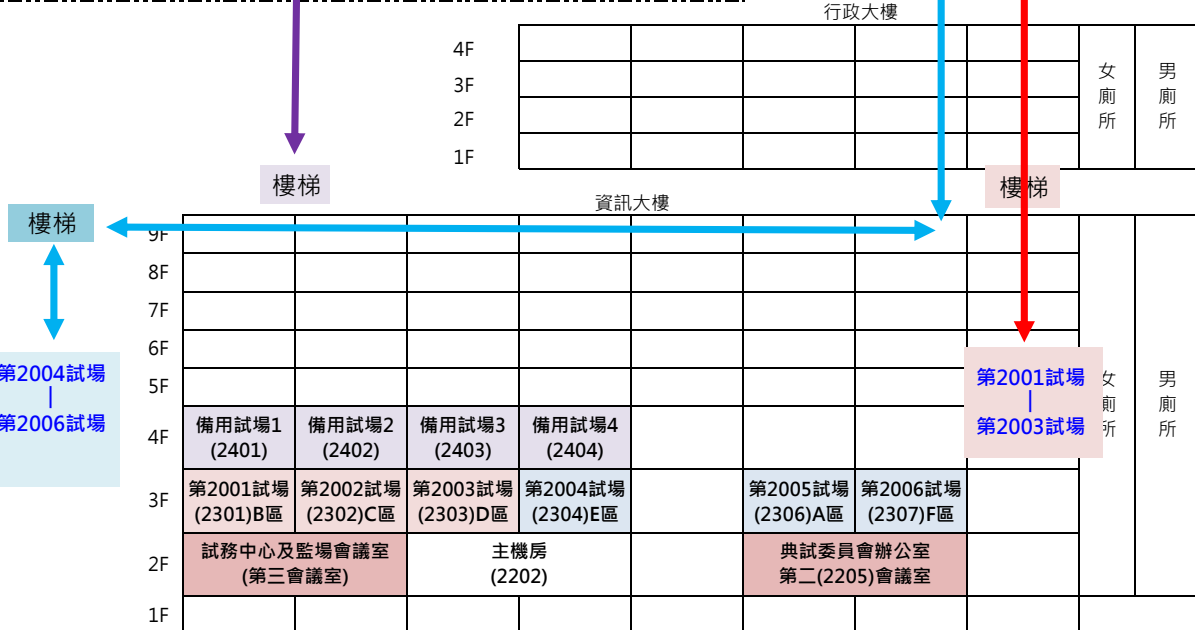 行政大樓
4F
3F
2F
1F
女廁所
男廁所
樓梯
樓梯
資訊大樓
樓梯
9F
8F
7F
6F
5F
第2004試場
|
第2006試場
第2001試場
|
第2003試場
女廁所
男廁所
4F
備用試場1
(2401)
備用試場2
(2402)
備用試場3
(2403)
備用試場4
(2404)
3F
第2001試場
(2301)B區
第2002試場
(2302)C區
第2003試場
(2303)D區
第2004試場
(2304)E區
第2005試場
(2306)A區
第2006試場
(2307)F區
2F
試務中心及監場會議室
(第三會議室)
主機房
(2202)
典試委員會辦公室
第二(2205)會議室
1F